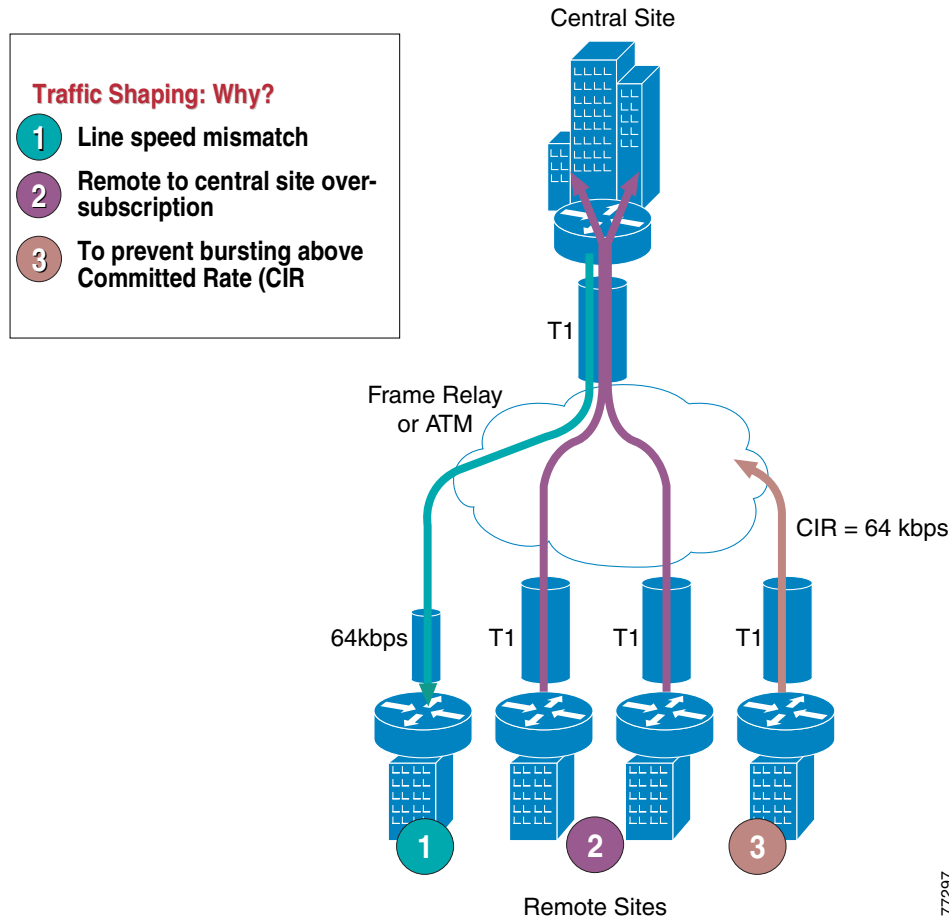 Central Site
Traffic Shaping: Why?
1 Line speed mismatch
2 Remote to central site over-
subscription
3 To prevent bursting above
Committed Rate (CIR
T1
Frame Relay
or ATM
CIR = 64 kbps
64kbps
T1
T1
T1
1
2
3
Remote Sites
77297